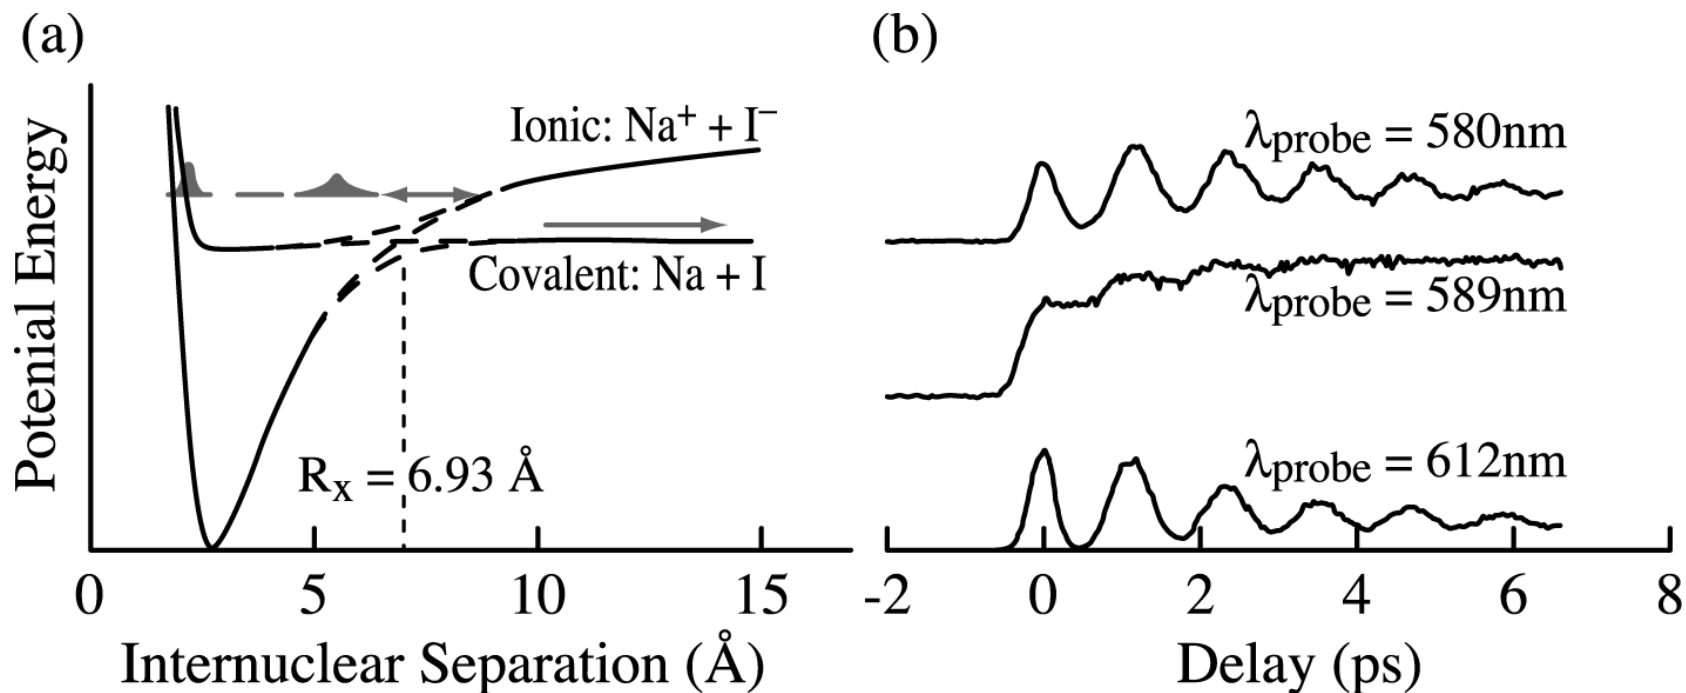 (a)
Potenial Energy
Ionic: Na⁺ + I⁻
Covalent: Na + I
Rₓ = 6.93 Å
0 5 10 15
Internuclear Separation (Å)
(b)
λprobe = 580nm
λprobe = 589nm
λprobe = 612nm
-2 0 2 4 6 8
Delay (ps)